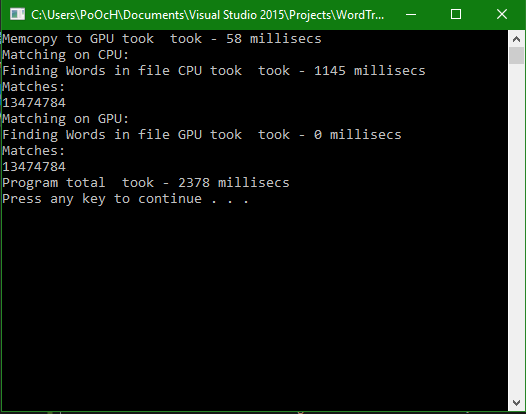 C:\Users\PoOcH\Documents\Visual Studio 2015\Projects\WordTr...
Memcopy to GPU took  took - 58 millisecs
Matching on CPU:
Finding Words in file CPU took  took - 1145 millisecs
Matches:
13474784
Matching on GPU:
Finding Words in file GPU took  took - 0 millisecs
Matches:
13474784
Program total  took - 2378 millisecs
Press any key to continue . . .